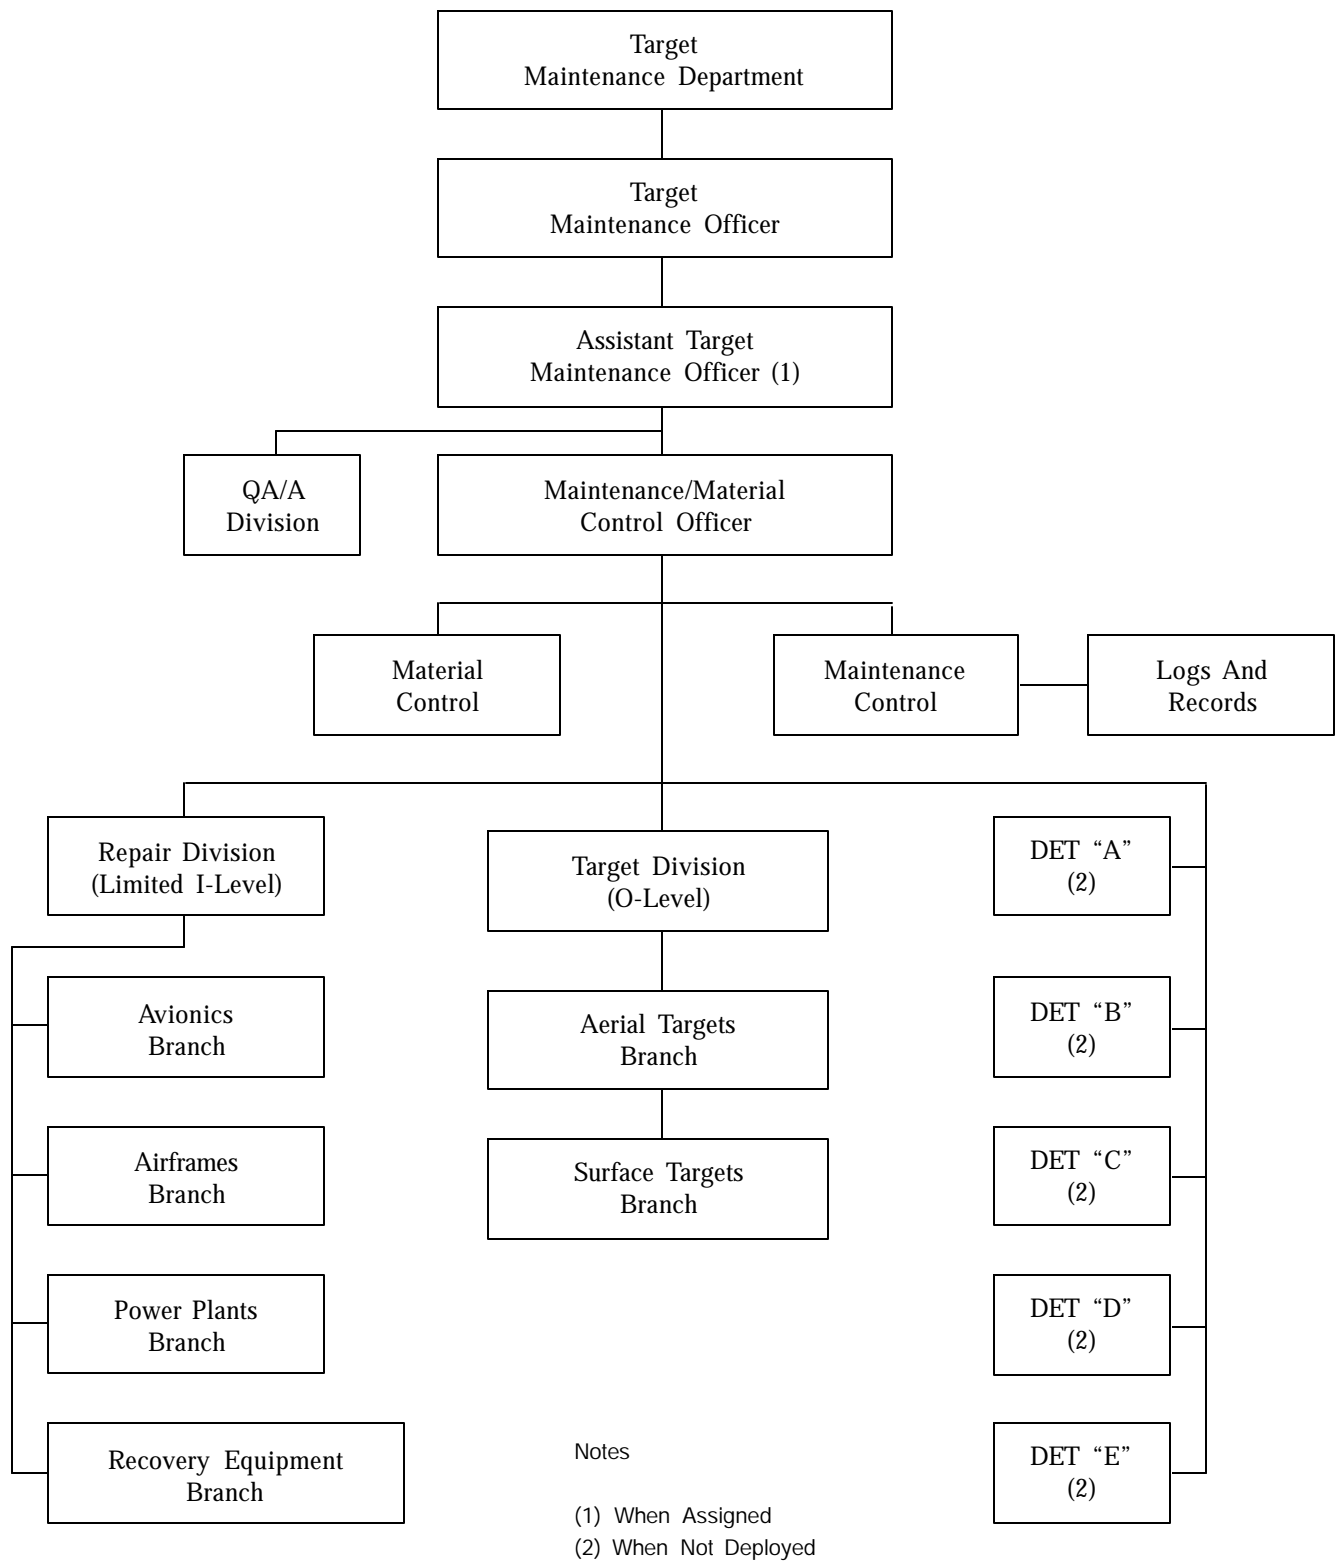 Target
Maintenance Department
Target
Maintenance Officer
Assistant Target
Maintenance Officer (1)
QA/A
Division
Maintenance/Material
Control Officer
Material
Control
Maintenance
Control
Logs And
Records
Repair Division
(Limited I-Level)
Target Division
(O-Level)
DET “A”
(2)
Avionics
Branch
Aerial Targets
Branch
DET “B”
(2)
Airframes
Branch
Surface Targets
Branch
DET “C”
(2)
Power Plants
Branch
DET “D”
(2)
Recovery Equipment
Branch
DET “E”
(2)
Notes
(1) When Assigned
(2) When Not Deployed